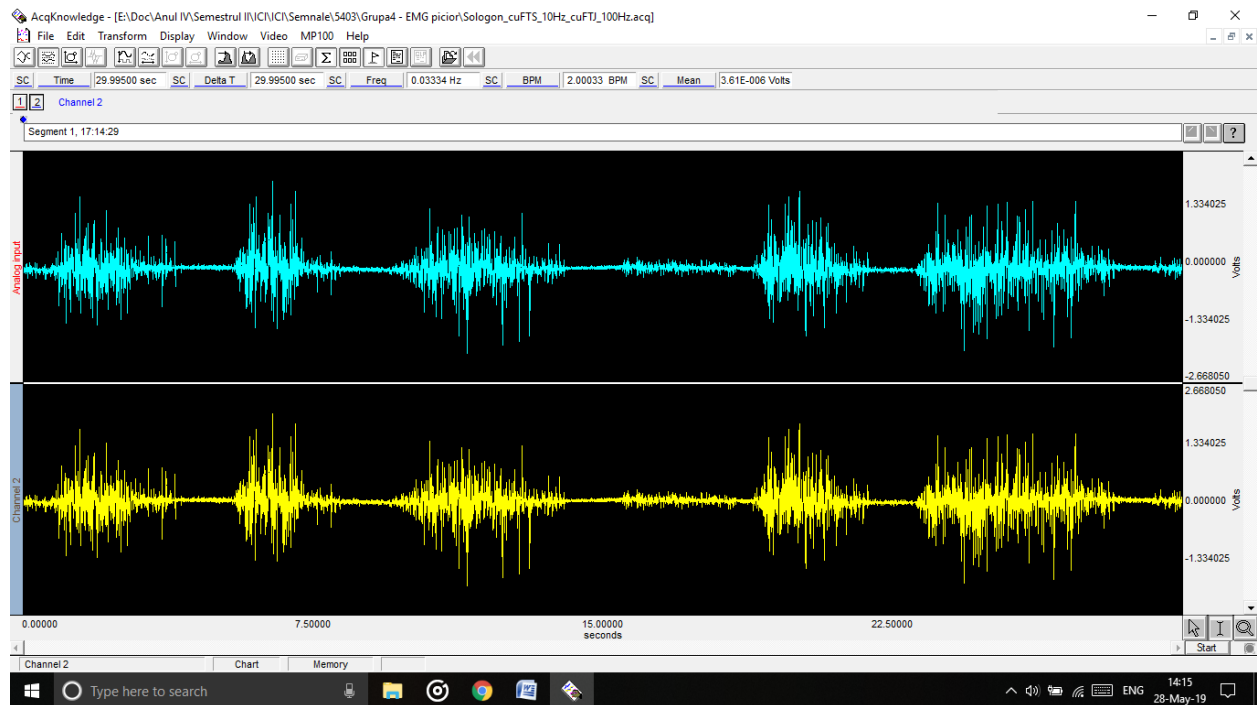 AcqKnowledge - [E:\Doc\Anul IV\Semestrul II\ICI\ICI\Semnale\5403\Grupa4 - EMG picior\Sologon_cuFTS_10Hz_cuFTJ_100Hz.acq]
File Edit Transform Display Window Video MP100 Help
SC Time 29.99500 sec SC Delta T 29.99500 sec SC Freq 0.03334 Hz SC BPM 2.00033 BPM SC Mean 3.61E-006 Volts
1 2 Channel 2
Segment 1, 17:14:29
?
Analog input
1.334025
0.000000
-1.334025
-2.668050
Volts
Channel 2
2.668050
1.334025
0.000000
-1.334025
Volts
0.00000 7.50000 15.00000 22.50000
seconds
Start
Channel 2 Chart Memory
Type here to search
ENG
14:15
28-May-19